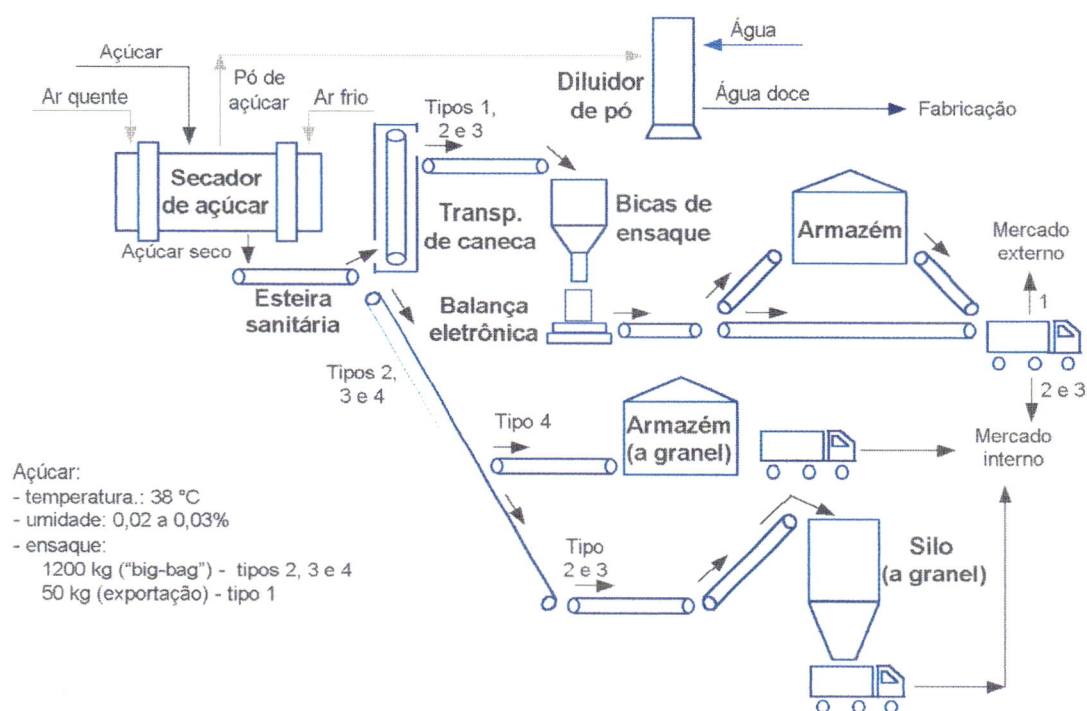 Açúcar
Ar quente
Pó de
açúcar
Ar frio
Secador
de açúcar
Açúcar seco
Esteira
sanitária
Tipos 1,
2 e 3
Transp.
de caneca
Diluidor
de pó
Água
Água doce
Fabricação
Bicas de
ensaque
Balança
eletrônica
Armazém
Mercado
externo
1
2 e 3
Mercado
interno
Tipos 2,
3 e 4
Tipo 4
Armazém
(a granel)
Tipo
2 e 3
Silo
(a granel)
Açúcar:
- temperatura.: 38 °C
- umidade: 0,02 a 0,03%
- ensaque:
1200 kg ("big-bag") - tipos 2, 3 e 4
50 kg (exportação) - tipo 1